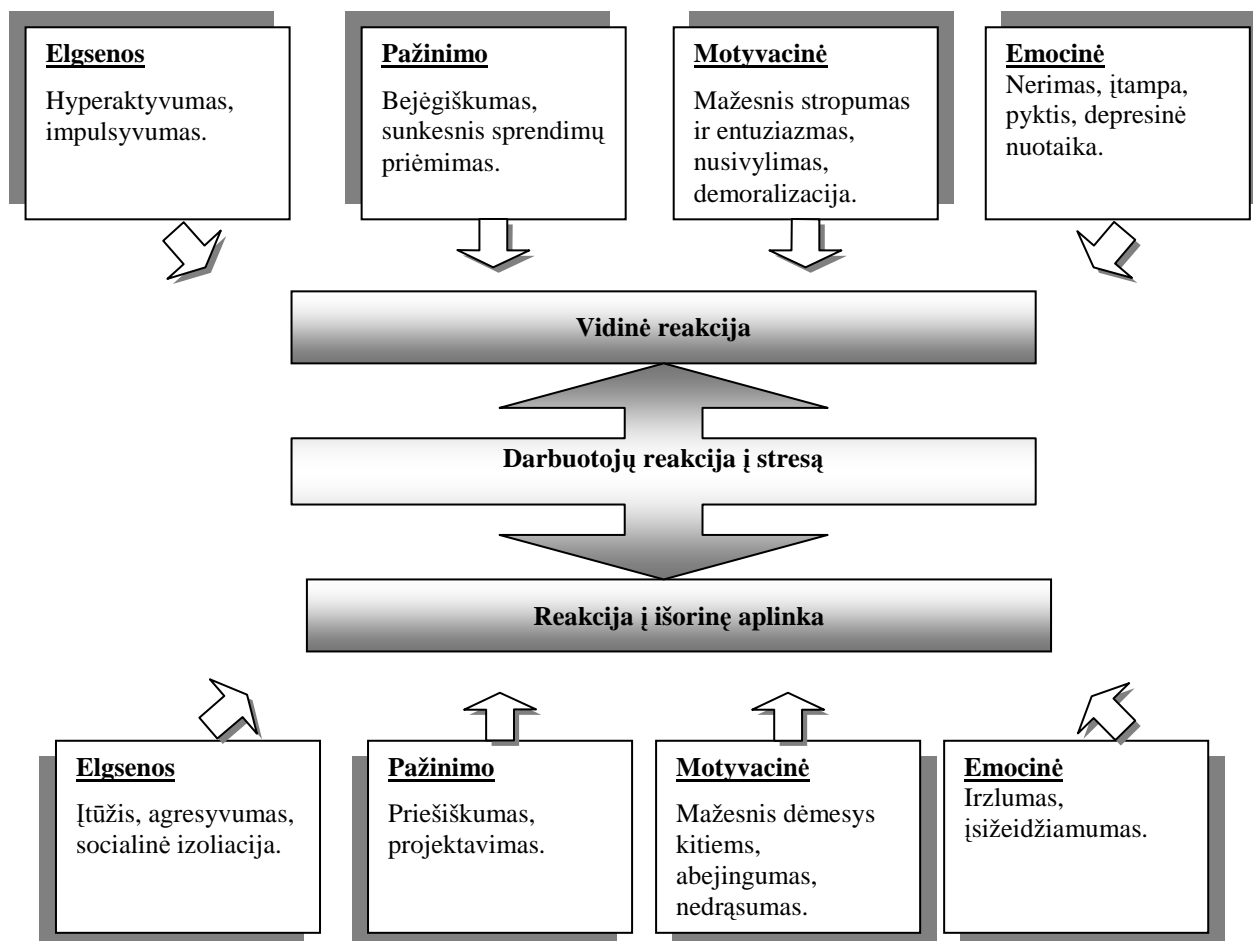 Elgsenos
Hyperaktyvumas,
impulsyvumas.
Pažinimo
Bejėgiškumas,
sunkesnis sprendimų
priėmimas.
Motyvacinė
Mažesnis stropumas
ir entuziazmas,
nusivylimas,
demoralizacija.
Emocinė
Nerimas, įtampa,
pyktis, depresinė
nuotaika.
Vidinė reakcija
Darbuotojų reakcija į stresą
Reakcija į išorinę aplinka
Elgsenos
Įtūžis, agresyvumas,
socialinė izoliacija.
Pažinimo
Priešiškumas,
projektavimas.
Motyvacinė
Mažesnis dėmesys
kitiems,
abejingumas,
nedrąsumas.
Emocinė
Irzlumas,
įsižeidžiamumas.